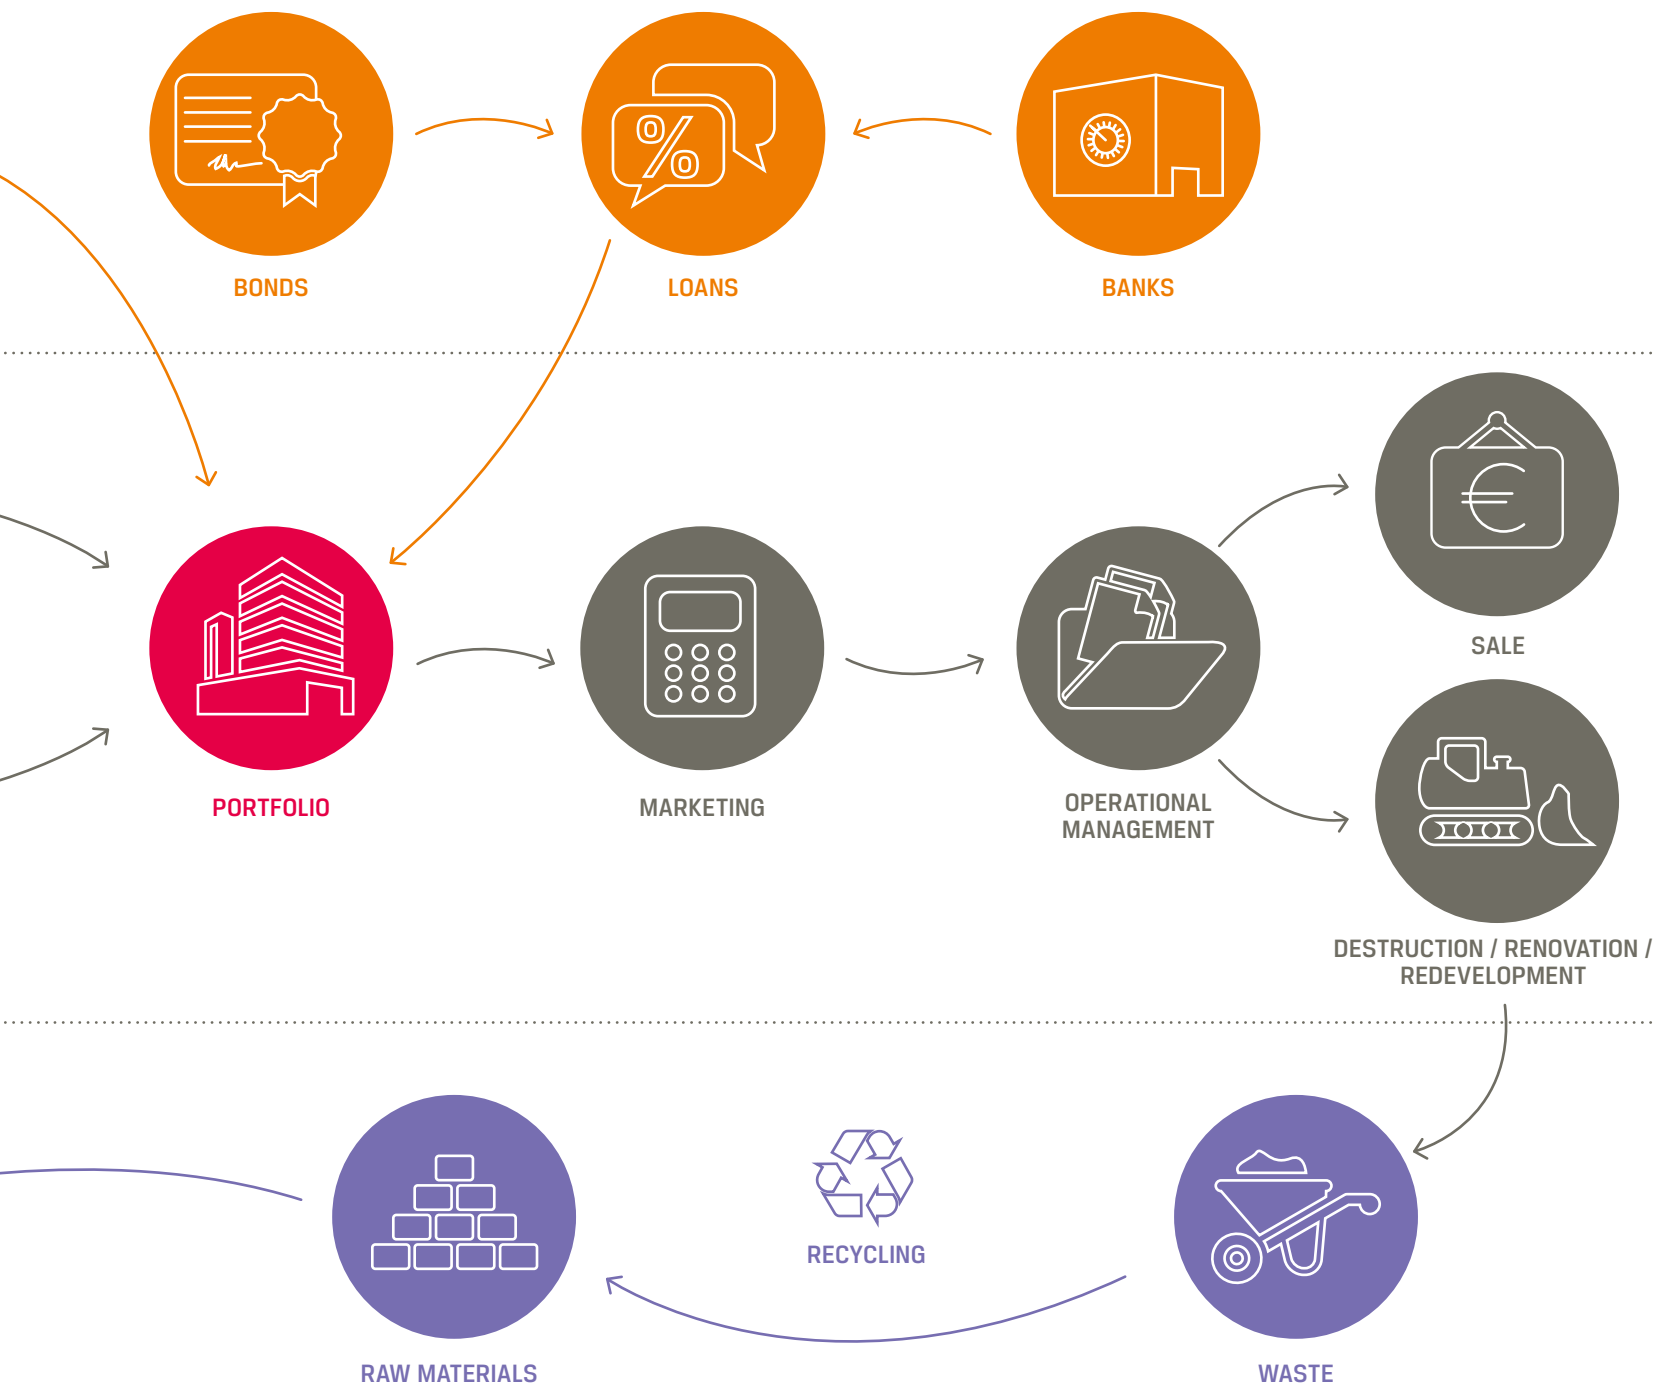 BONDS
LOANS
BANKS
%
€
SALE
PORTFOLIO
MARKETING
OPERATIONAL
MANAGEMENT
DESTRUCTION / RENOVATION /
REDEVELOPMENT
RECYCLING
RAW MATERIALS
WASTE